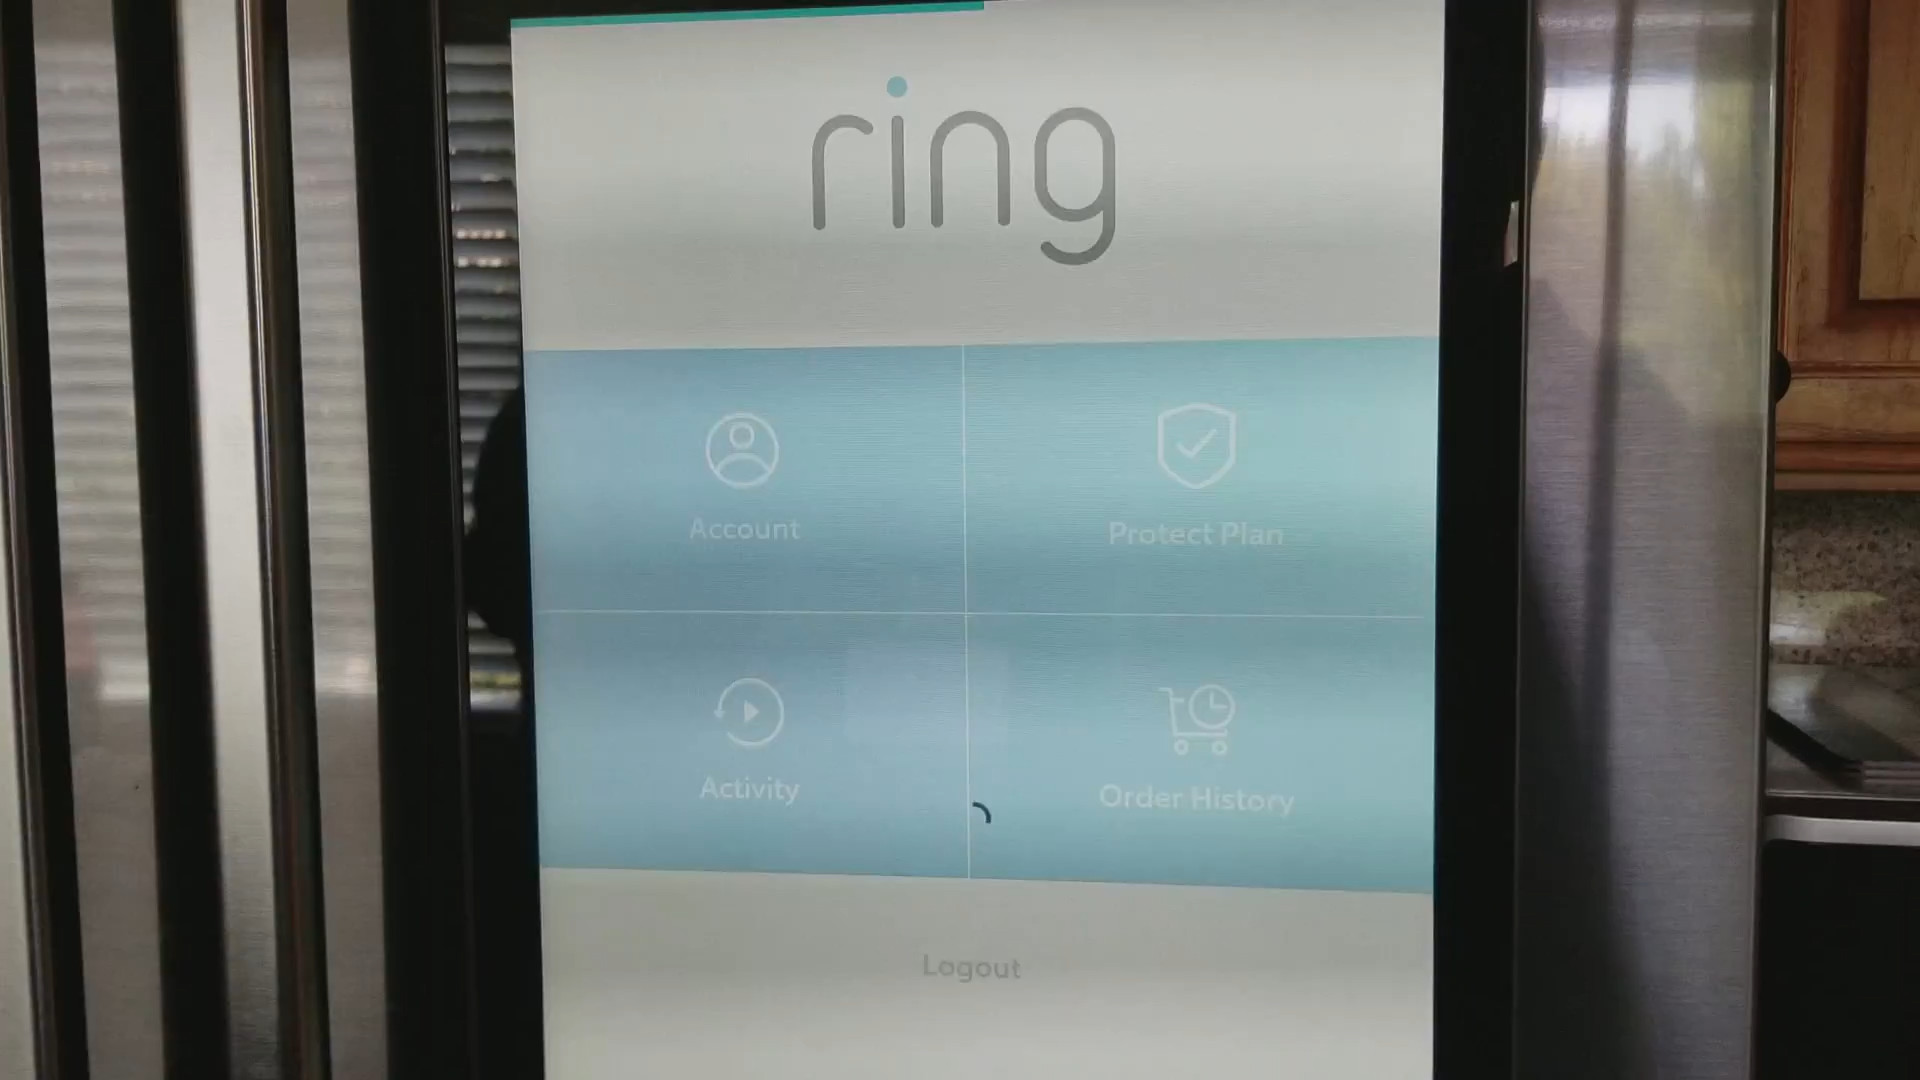 ring
Account
Protect Plan
Activity
Order History
Logout